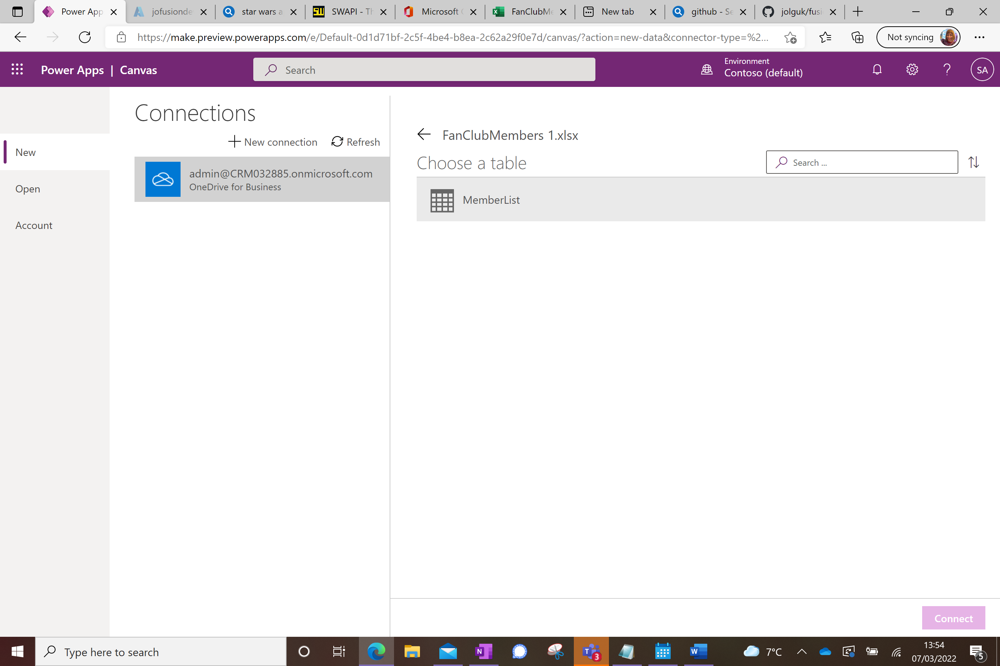 Power App
jofusionde
star wars a
SWAPI - Th
Microsoft
FanClubMe
New tab
github - Se
jolguk/fusi
https://make.preview.powerapps.com/e/Default-0d1d71bf-2c5f-4be4-b8ea-2c62a29f0e7d/canvas/?action=new-data&connector-type=%2...
Not syncing
Power Apps | Canvas
Search
Environment
Contoso (default)
SA
New
Open
Account
Connections
New connection
Refresh
admin@CRM032885.onmicrosoft.com
OneDrive for Business
FanClubMembers 1.xlsx
Choose a table
Search ...
MemberList
Connect
Type here to search
N
T
3
W
7°C
13:54
07/03/2022
5